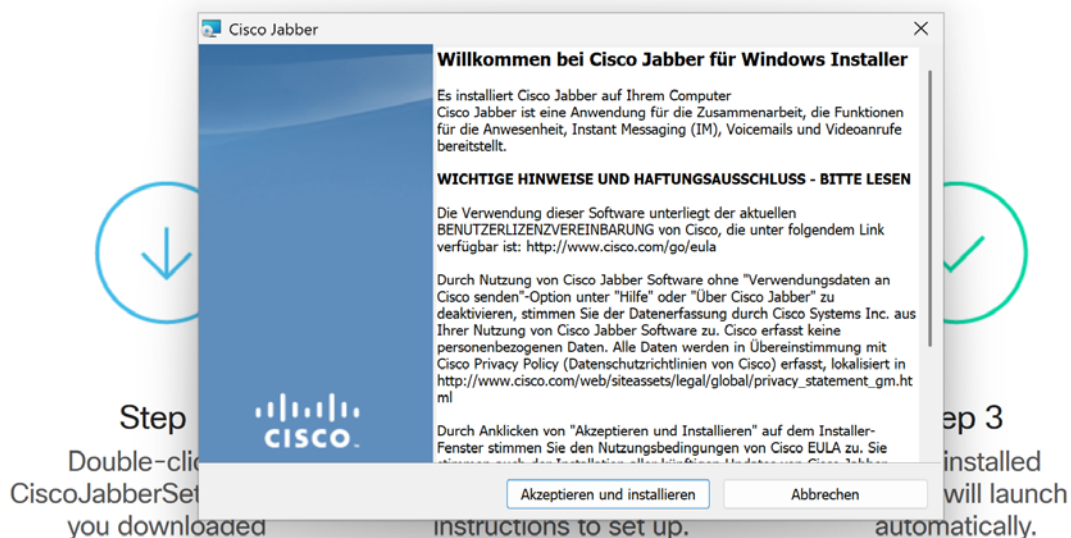 Cisco Jabber
Willkommen bei Cisco Jabber für Windows Installer
Es installiert Cisco Jabber auf Ihrem Computer
Cisco Jabber ist eine Anwendung für die Zusammenarbeit, die Funktionen
für die Anwesenheit, Instant Messaging (IM), Voicemails und Videoanrufe
bereitstellt.
WICHTIGE HINWEISE UND HAFTUNGSAUSSCHLUSS - BITTE LESEN
Die Verwendung dieser Software unterliegt der aktuellen
BENUTZERLIZENZVEREINBARUNG von Cisco, die unter folgendem Link
verfügbar ist: http://www.cisco.com/go/eula
Durch Nutzung von Cisco Jabber Software ohne "Verwendungsdaten an
Cisco senden"-Option unter "Hilfe" oder "Über Cisco Jabber" zu
deaktivieren, stimmen Sie der Datenerfassung durch Cisco Systems Inc. aus
Ihrer Nutzung von Cisco Jabber Software zu. Cisco erfasst keine
personenbezogenen Daten. Alle Daten werden in Übereinstimmung mit
Cisco Privacy Policy (Datenschutzrichtlinien von Cisco) erfasst, lokalisiert in
http://www.cisco.com/web/siteassets/legal/global/privacy_statement_gm.ht
ml
Durch Anklicken von "Akzeptieren und Installieren" auf dem Installer-
Fenster stimmen Sie den Nutzungsbedingungen von Cisco EULA zu. Sie
CISCO
Akzeptieren und installieren
Abbrechen
Step
Double-clic
CiscoJabberSet
you downloaded
instructions to set up.
ep 3
installed
will launch
automatically.